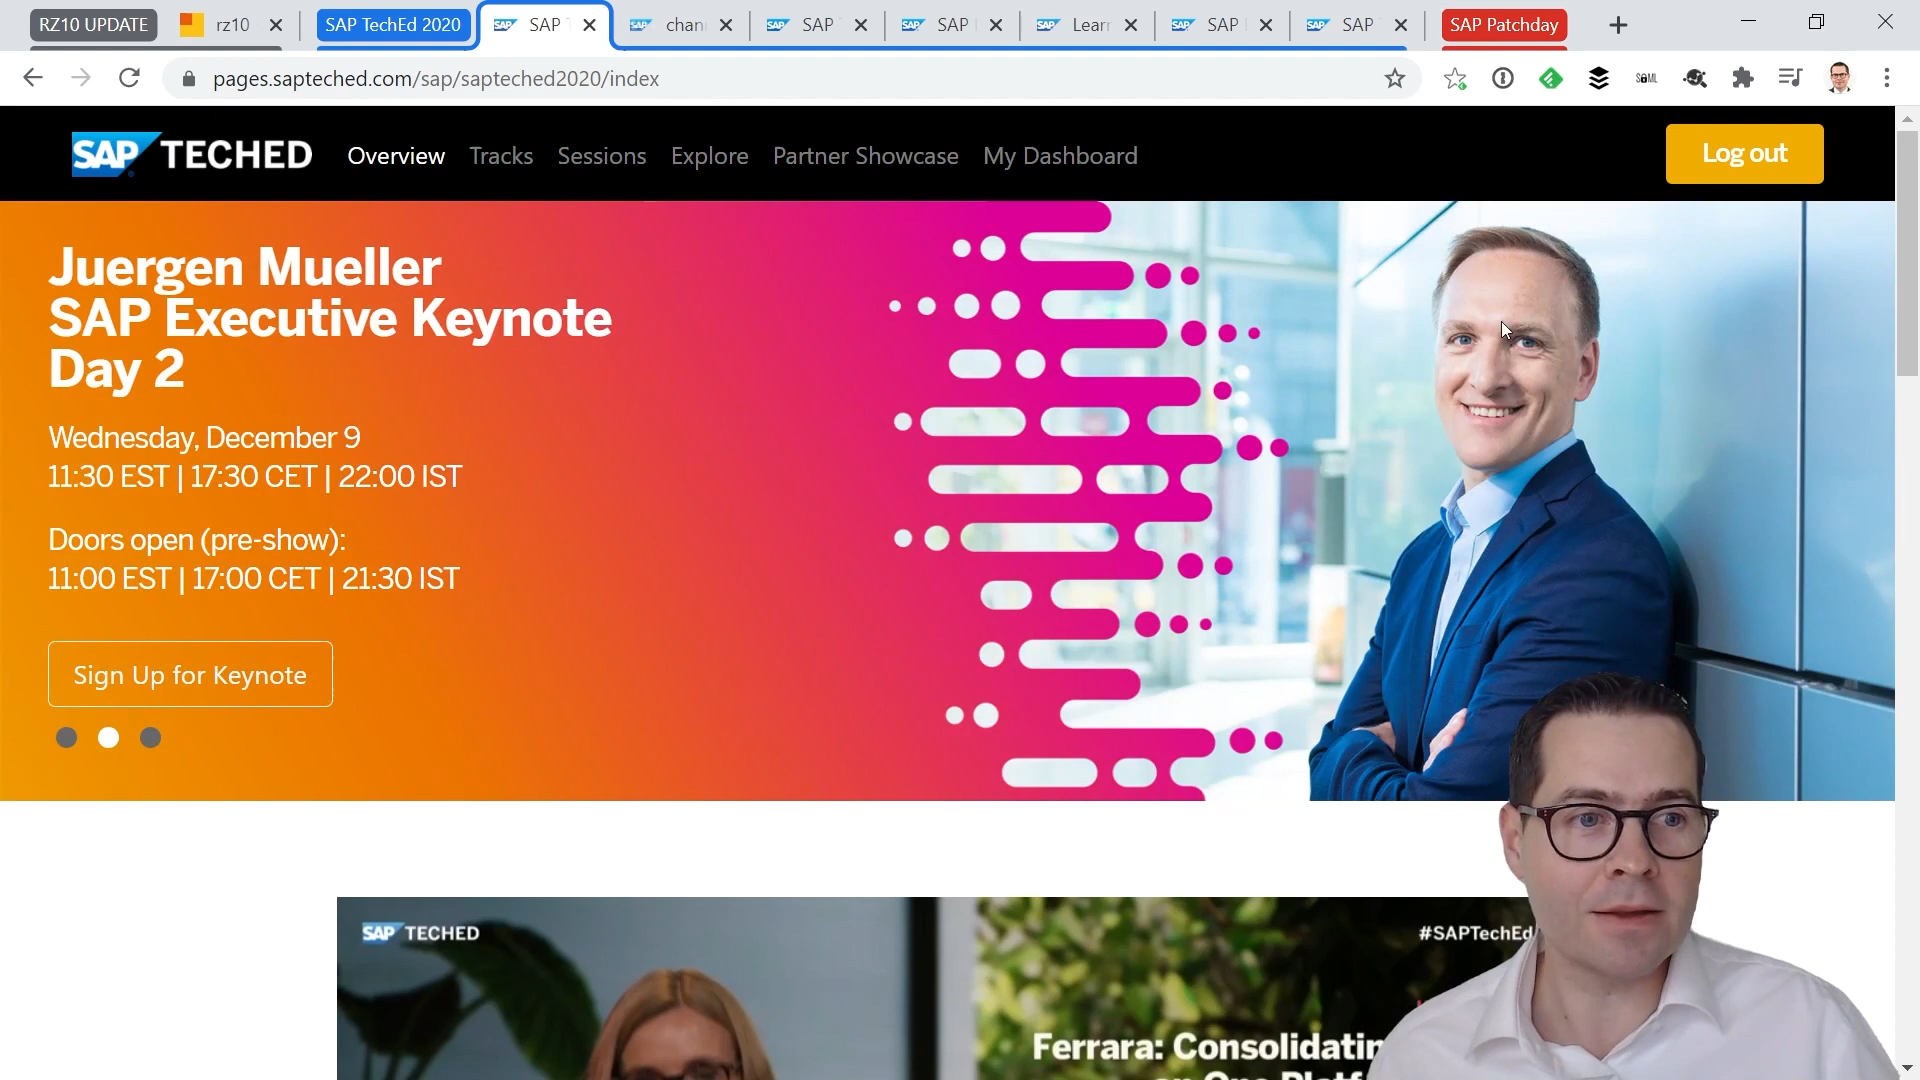 RZ10 UPDATE
rz10
SAP TechEd 2020
SAP
chan
SAP
SAP
Learn
SAP
SAP
SAP Patchday
pages.sapteched.com/sap/sapteched2020/index
SAP TECHED
Overview
Tracks
Sessions
Explore
Partner Showcase
My Dashboard
Log out
Juergen Mueller
SAP Executive Keynote
Day 2
Wednesday, December 9
11:30 EST | 17:30 CET | 22:00 IST
Doors open (pre-show):
11:00 EST | 17:00 CET | 21:30 IST
Sign Up for Keynote
SAP TECHED
#SAPTechEd
Ferrara: Consolidatin
on One Platf